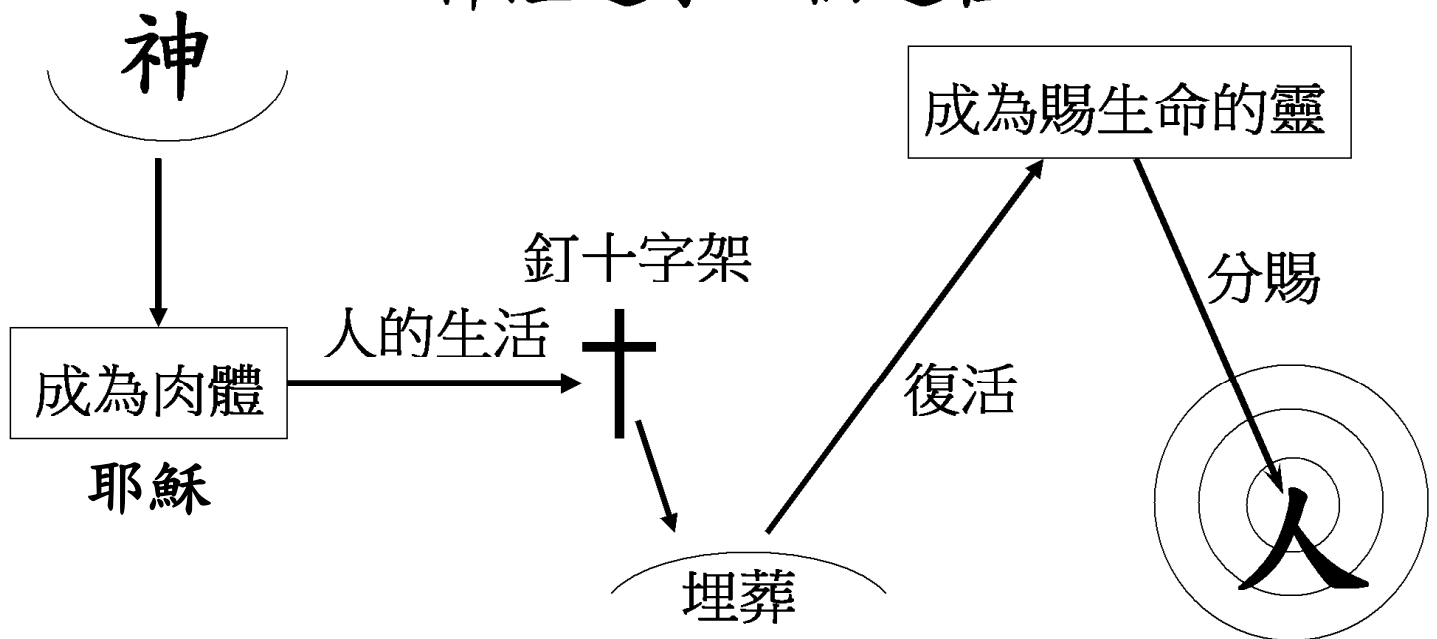 神
成為肉體
耶穌
人的生活
釘十字架
埋葬
復活
成為賜生命的靈
分賜
人